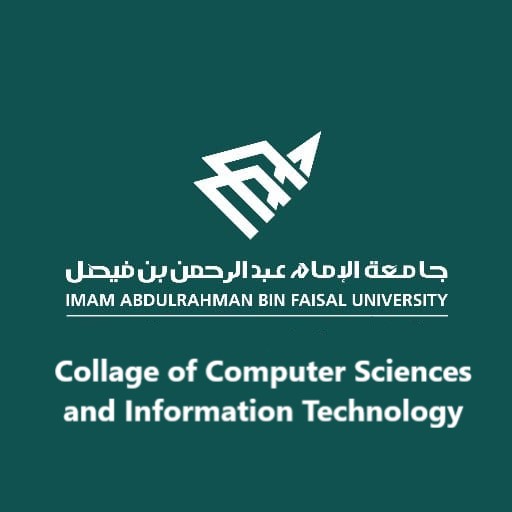 جامعة الإمام عبدالرحمن بن فيصل
IMAM ABDULRAHMAN BIN FAISAL UNIVERSITY
Collage of Computer Sciences
and Information Technology